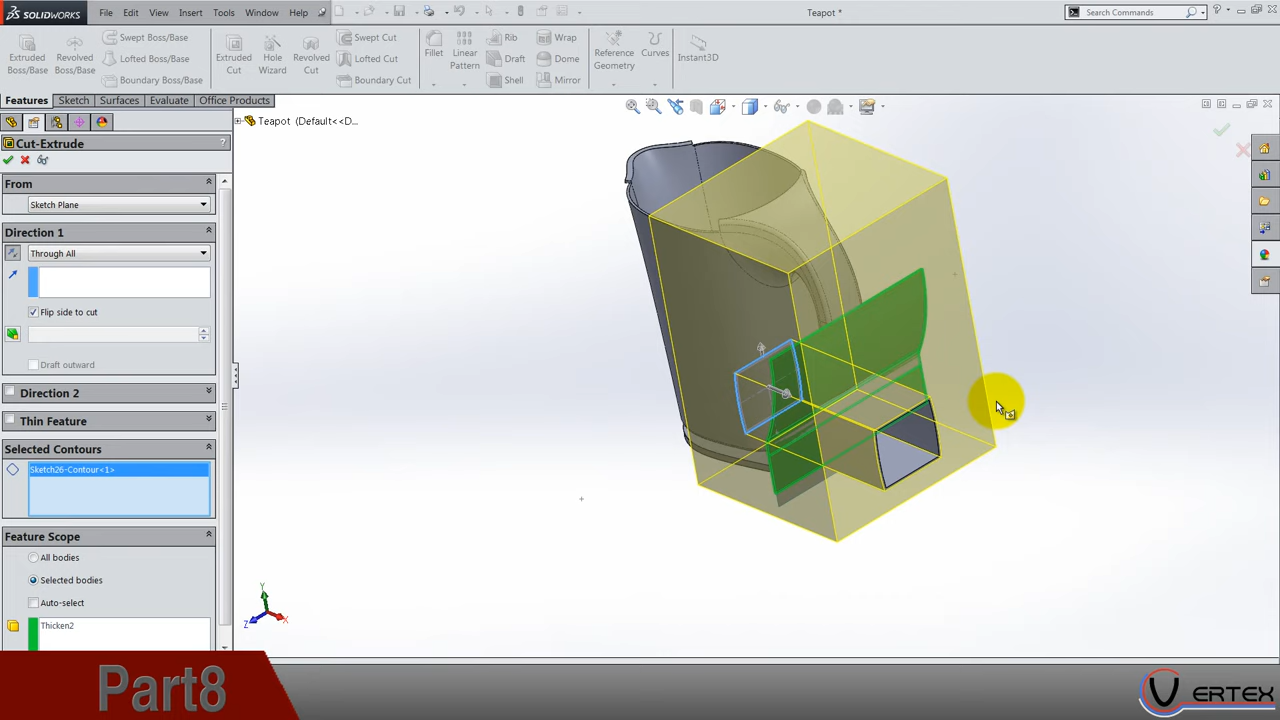 SOLIDWORKS
File Edit View Insert Tools Window Help
Teapot *
Search Commands
Extruded Boss/Base
Revolved Boss/Base
Swept Boss/Base
Lofted Boss/Base
Boundary Boss/Base
Extruded Cut
Hole Wizard
Revolved Cut
Swept Cut
Lofted Cut
Boundary Cut
Fillet
Linear Pattern
Rib
Draft
Shell
Wrap
Dome
Mirror
Reference Geometry
Curves
Instant3D
Features Sketch Surfaces Evaluate Office Products
Teapot (Default<<D...
Cut-Extrude
?
From
Sketch Plane
Direction 1
Through All
Flip side to cut
Draft outward
Direction 2
Thin Feature
Selected Contours
Sketch26-Contour<1>
Feature Scope
All bodies
Selected bodies
Auto-select
Thicken2
Y
Z
X
Part8
VERTEX